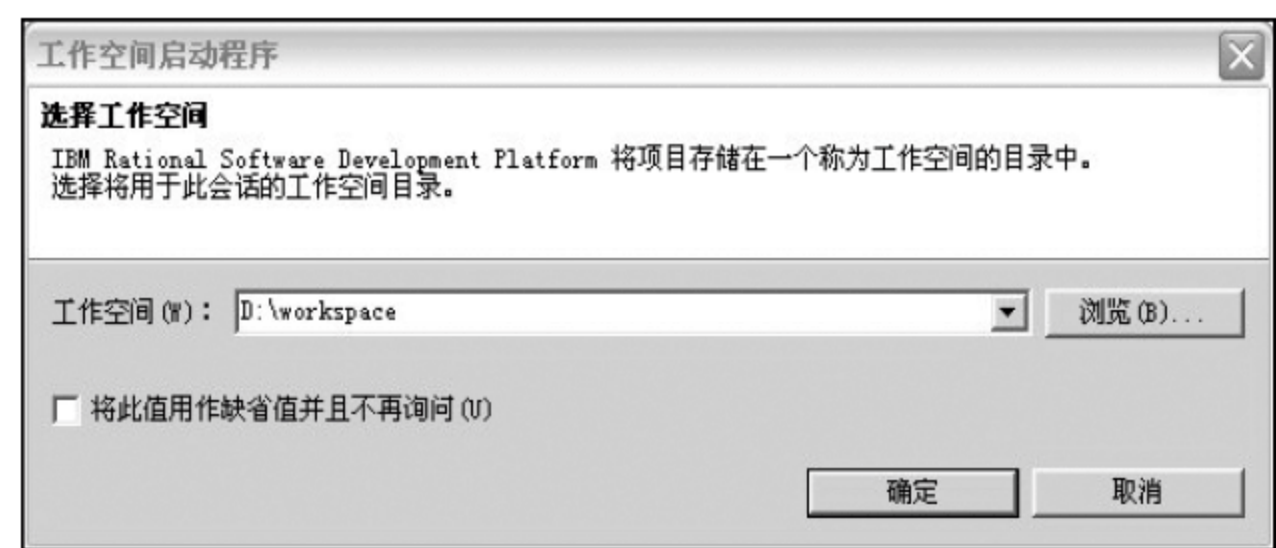 工作空间启动程序
选择工作空间
IBM Rational Software Development Platform 将项目存储在一个称为工作空间的目录中。
选择将用于此会话的工作空间目录。
工作空间(W)： D:\workspace 浏览(B)...
将此值用作缺省值并且不再询问(U)
确定 取消